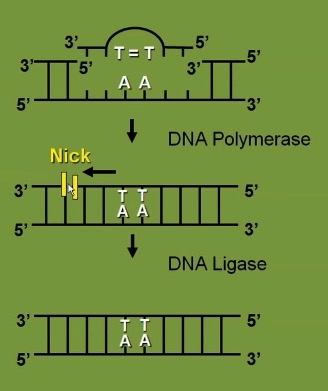 3' 5'
T = T
3' 5' 5'
A A
5' 3'
DNA Polymerase
Nick
3' T T 5'
5' A A 3'
DNA Ligase
3' T T 5'
5' A A 3'